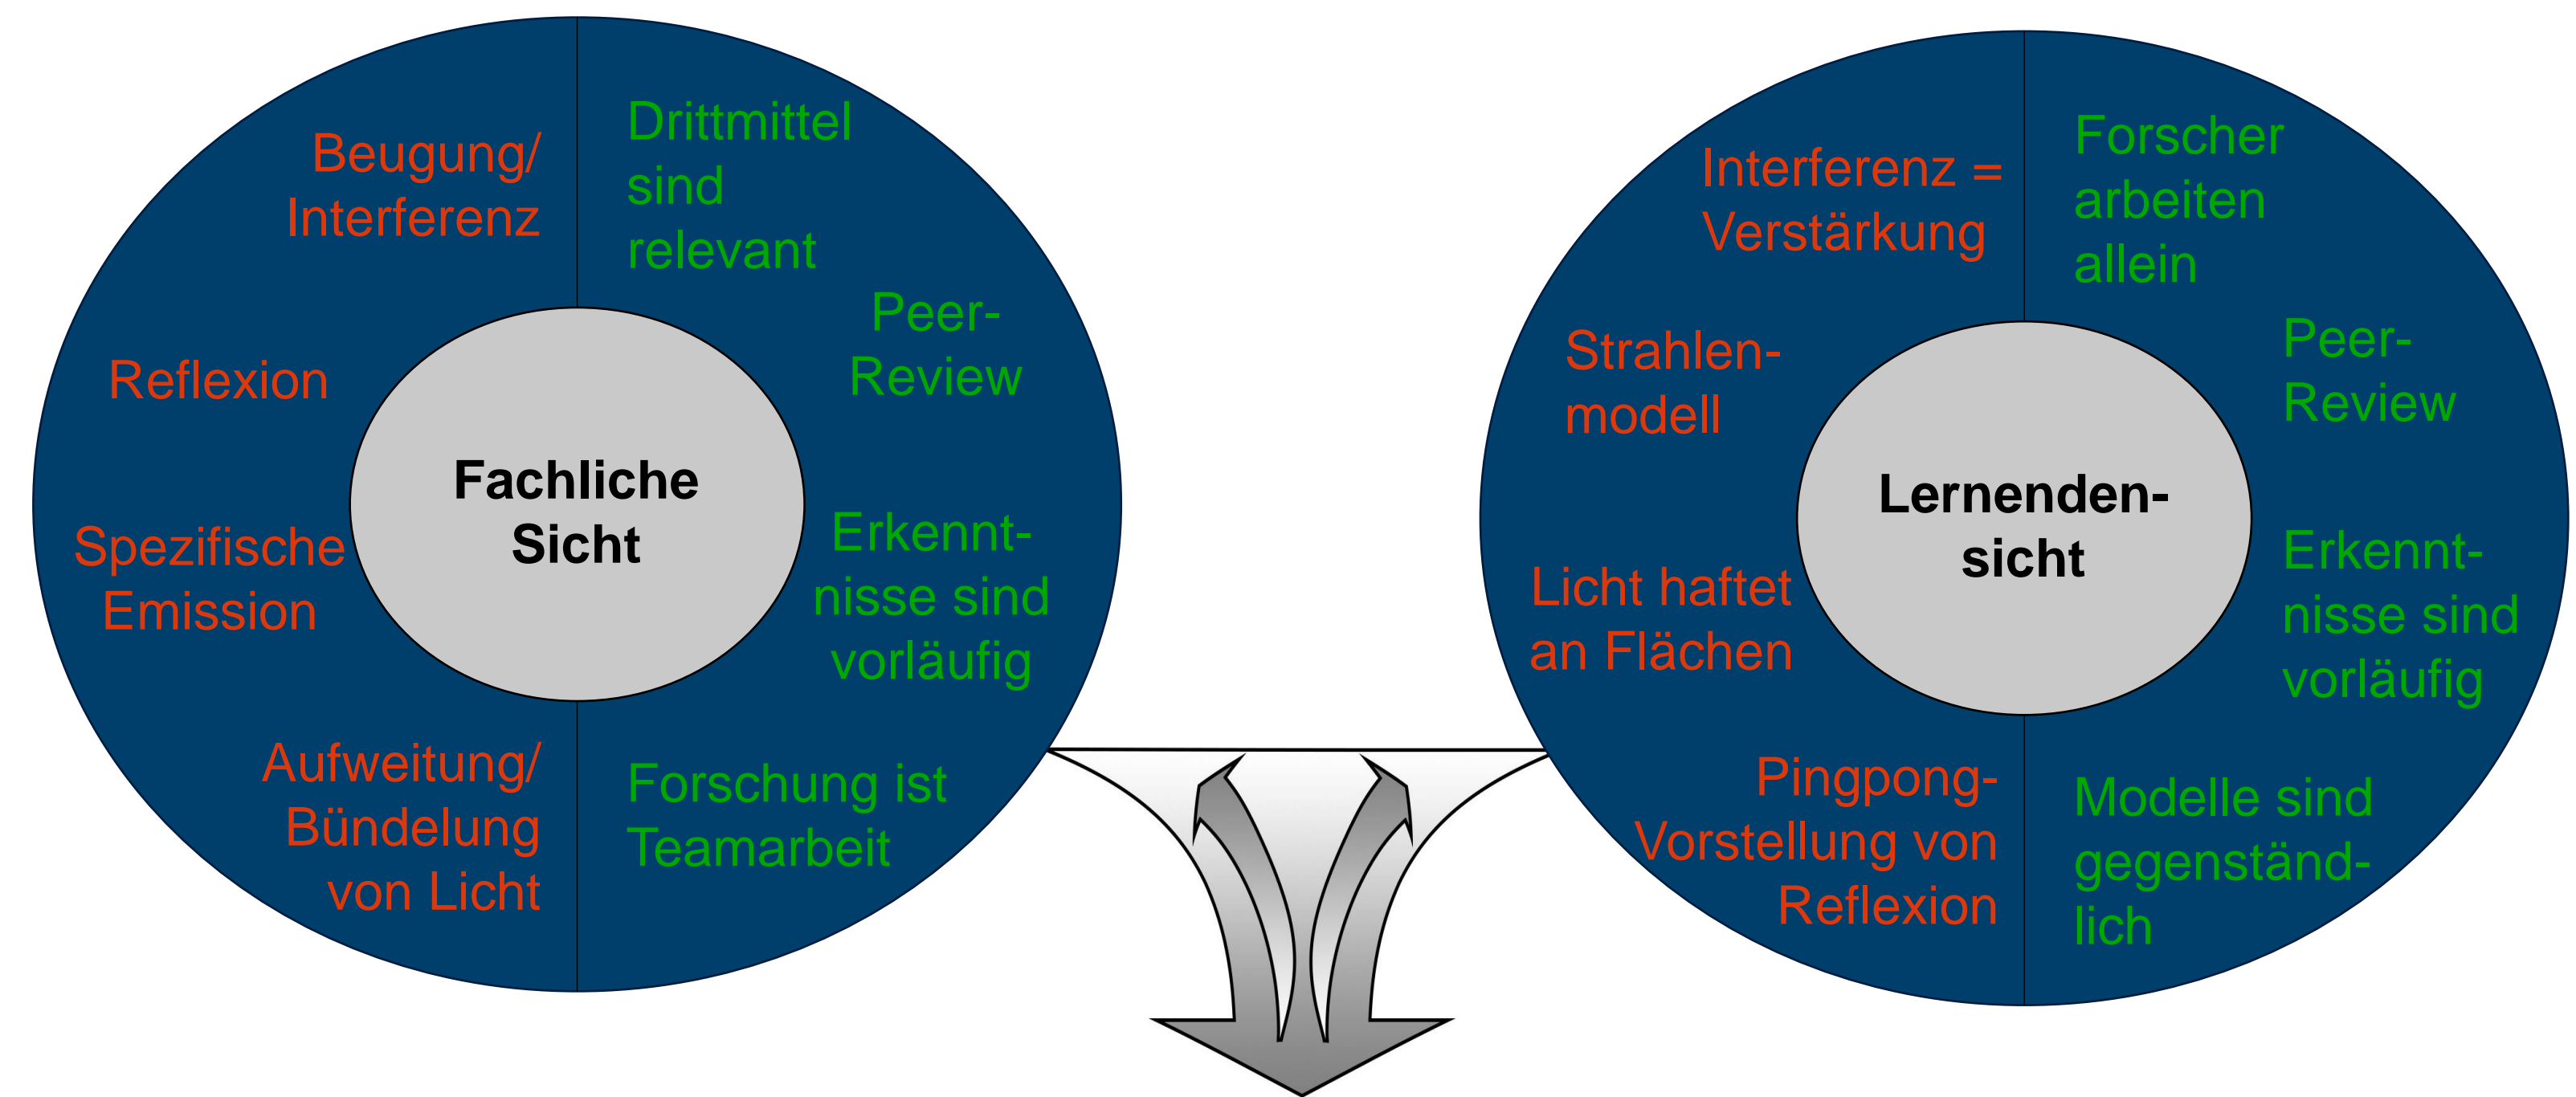 Beugung/
Interferenz
Reflexion
Spezifische
Emission
Aufweitung/
Bündelung
von Licht
Fachliche
Sicht
Drittmittel
sind
relevant
Peer-
Review
Erkennt-
nisse sind
vorläufig
Forschung ist
Teamarbeit
Interferenz =
Verstärkung
Strahlen-
modell
Licht haftet
an Flächen
Pingpong-
Vorstellung von
Reflexion
Lernenden-
sicht
Forscher
arbeiten
allein
Peer-
Review
Erkennt-
nisse sind
vorläufig
Modelle sind
gegenständ-
lich